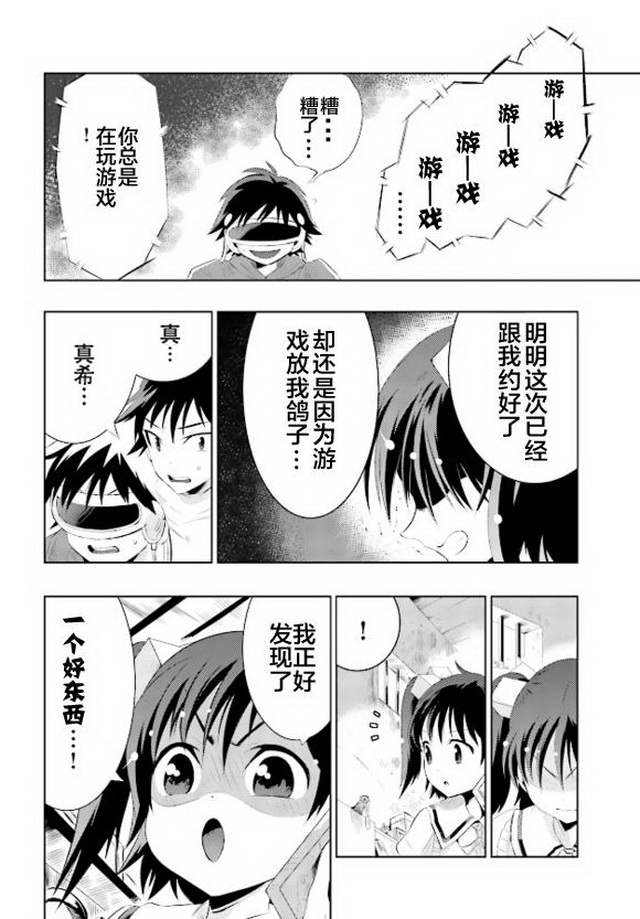 游—戏
游—戏
游—戏
游—戏
……
糟…
糟了…
你总是
在玩游戏
！
明明这次已经
跟我约好了
却还是因为游
戏放我鸽子…
真…
真希…
！
我正好
发现了
一个好东西…！